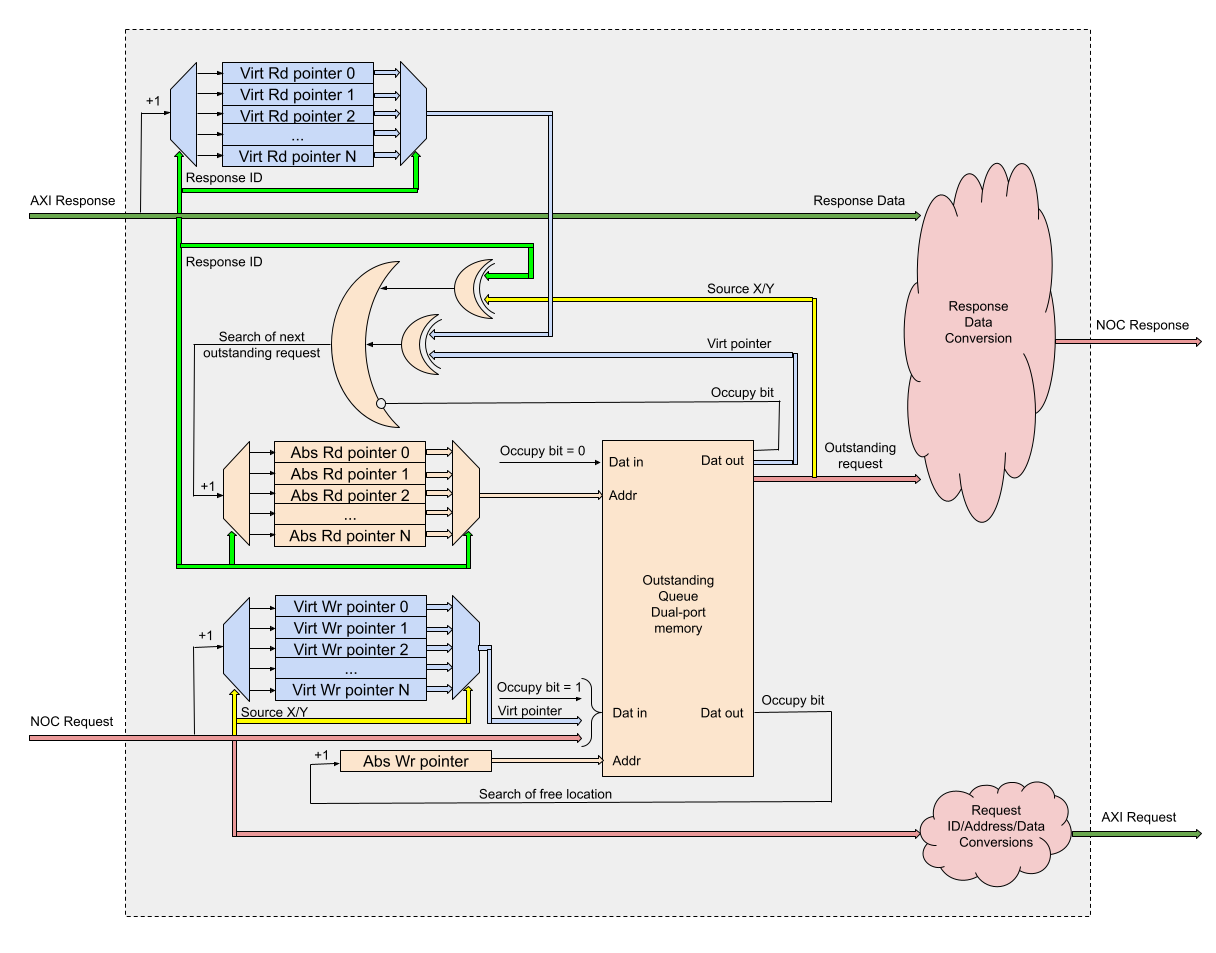 Virt Rd pointer 0
Virt Rd pointer 1
+1
Virt Rd pointer 2
...
Virt Rd pointer N
Response ID
AXI Response
Response Data
Response ID
Source X/Y
Response
Data
Conversion
NOC Response
Search of next
outstanding request
Virt pointer
Occupy bit
Abs Rd pointer 0
Abs Rd pointer 1
+1
Abs Rd pointer 2
...
Abs Rd pointer N
Occupy bit = 0
Dat in
Dat out
Addr
Outstanding
request
Outstanding
Queue
Dual-port
memory
Virt Wr pointer 0
Virt Wr pointer 1
+1
Virt Wr pointer 2
...
Virt Wr pointer N
Source X/Y
Occupy bit = 1
Virt pointer
NOC Request
Dat in
Dat out
Occupy bit
+1
Abs Wr pointer
Addr
Search of free location
Request
ID/Address/Data
Conversions
AXI Request